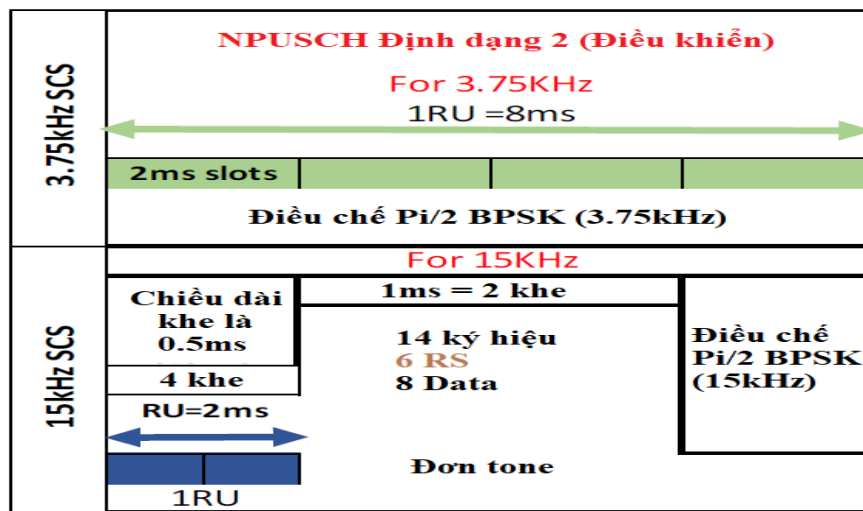 NPUSCH Định dạng 2 (Điều khiển)
3.75kHz SCS
For 3.75KHz
1RU =8ms
2ms slots
Điều chế Pi/2 BPSK (3.75kHz)
15kHz SCS
For 15KHz
Chiều dài
khe là
0.5ms
4 khe
RU=2ms
1RU
1ms = 2 khe
14 ký hiệu
6 RS
8 Data
Đơn tone
Điều chế
Pi/2 BPSK
(15kHz)